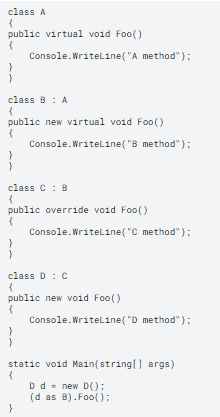 class A
{
public virtual void Foo()
{
    Console.WriteLine("A method");
}
}

class B : A
{
public new virtual void Foo()
{
    Console.WriteLine("B method");
}
}

class C : B
{
public override void Foo()
{
    Console.WriteLine("C method");
}
}

class D : C
{
public new void Foo()
{
    Console.WriteLine("D method");
}
}

static void Main(string[] args)
{
    D d = new D();
    (d as B).Foo();
}